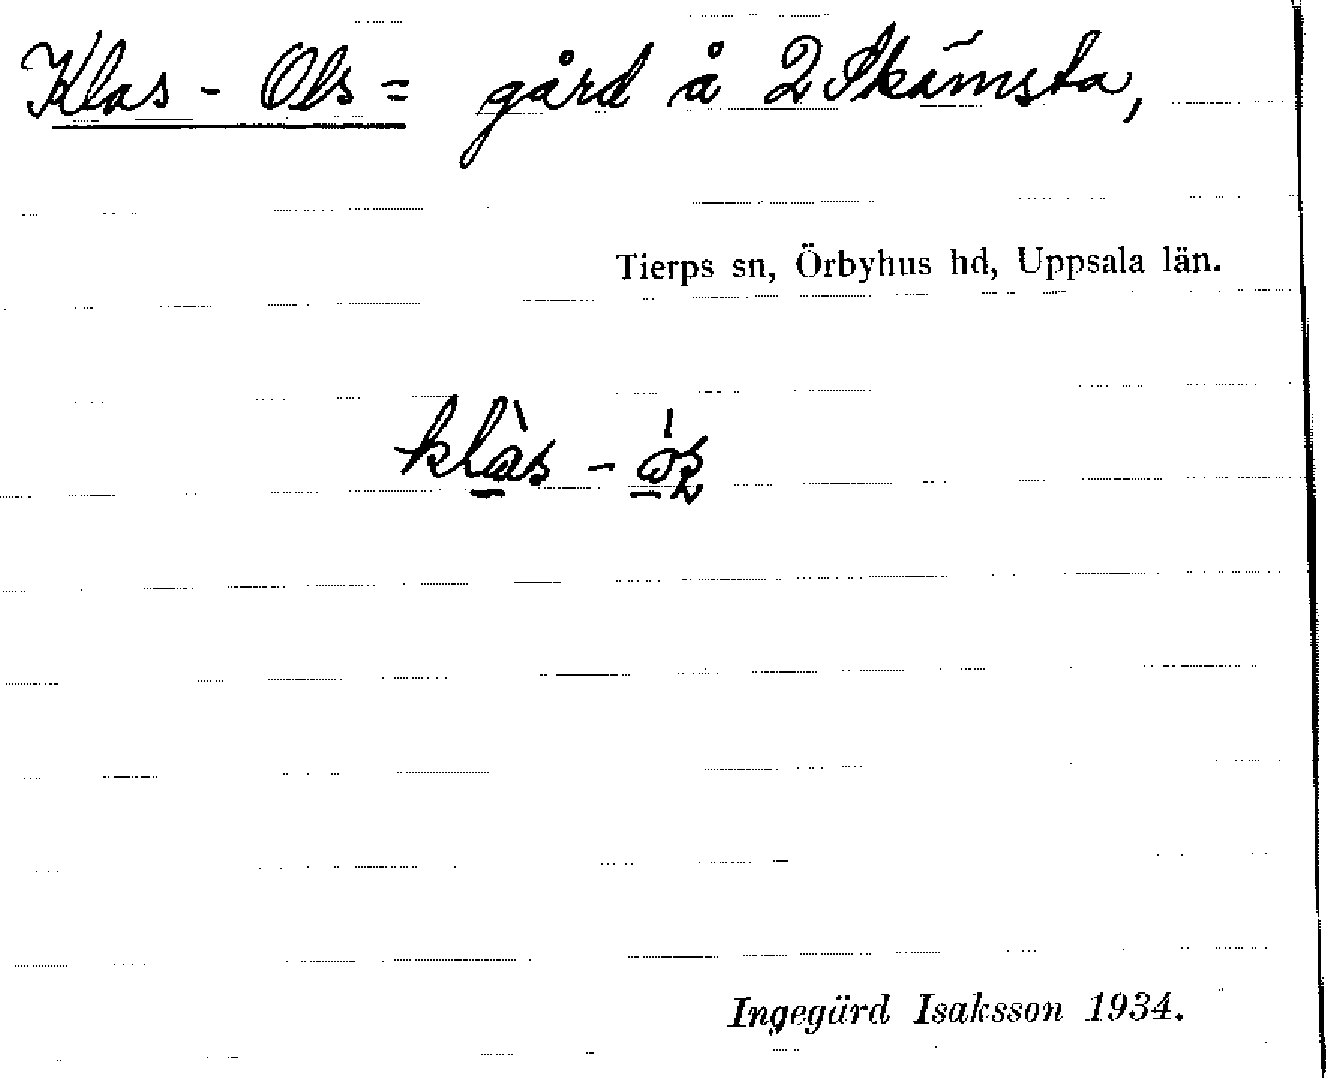 Klas - Ols = gård å 2 Skämsta,
Tierps sn, Örbyhus hd, Uppsala län.
Ingegärd Isaksson 1934.